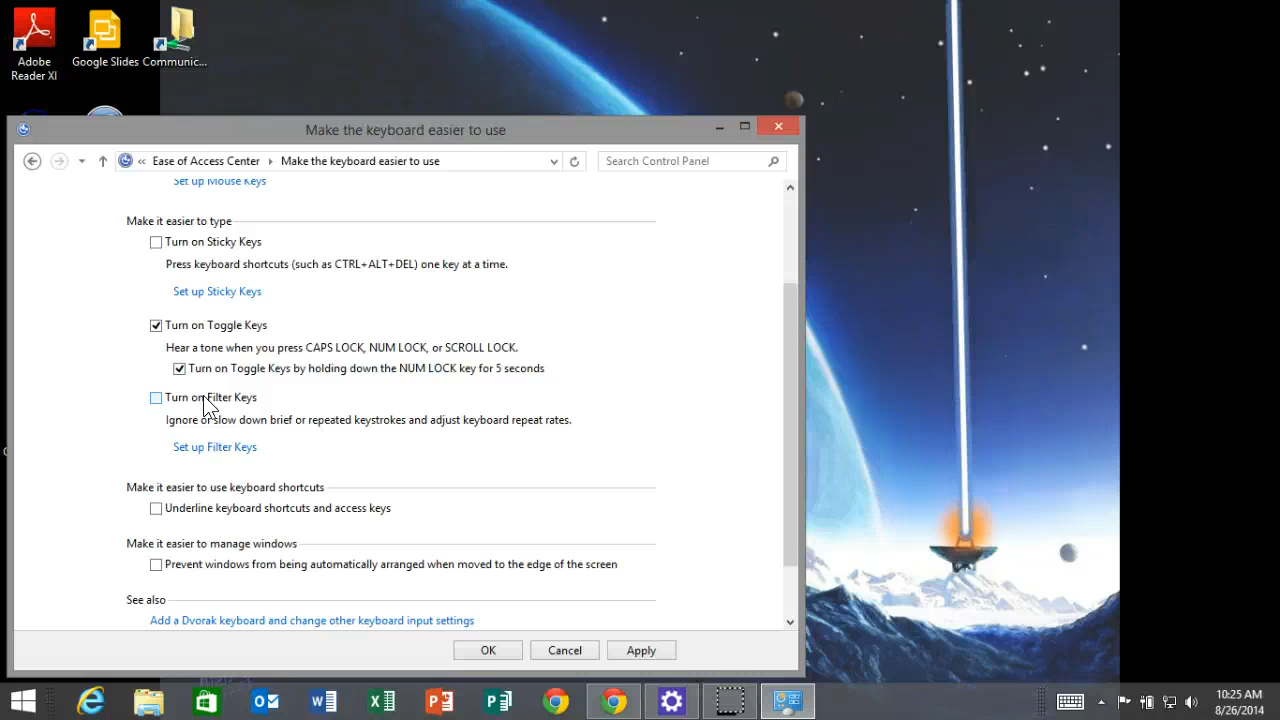 Adobe
Reader XI
Google Slides
Communic...
Make the keyboard easier to use
« Ease of Access Center
Make the keyboard easier to use
Search Control Panel
Set up Mouse Keys
Make it easier to type
Turn on Sticky Keys
Press keyboard shortcuts (such as CTRL+ALT+DEL) one key at a time.
Set up Sticky Keys
Turn on Toggle Keys
Hear a tone when you press CAPS LOCK, NUM LOCK, or SCROLL LOCK.
Turn on Toggle Keys by holding down the NUM LOCK key for 5 seconds
Turn on Filter Keys
Ignore or slow down brief or repeated keystrokes and adjust keyboard repeat rates.
Set up Filter Keys
Make it easier to use keyboard shortcuts
Underline keyboard shortcuts and access keys
Make it easier to manage windows
Prevent windows from being automatically arranged when moved to the edge of the screen
See also
Add a Dvorak keyboard and change other keyboard input settings
OK
Cancel
Apply
10:25 AM
8/26/2014